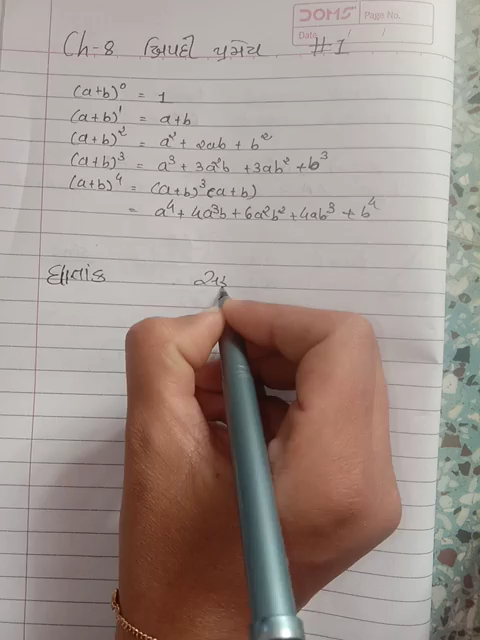 DOMS Page No.
Date / /
Ch-8 દ્વિપદી પ્રમેય #1
(a+b)⁰ = 1
(a+b)¹ = a+b
(a+b)² = a² + 2ab + b²
(a+b)³ = a³ + 3a²b + 3ab² + b³
(a+b)⁴ = (a+b)³(a+b)
= a⁴ + 4a³b + 6a²b² + 4ab³ + b⁴
ઘાતાંક